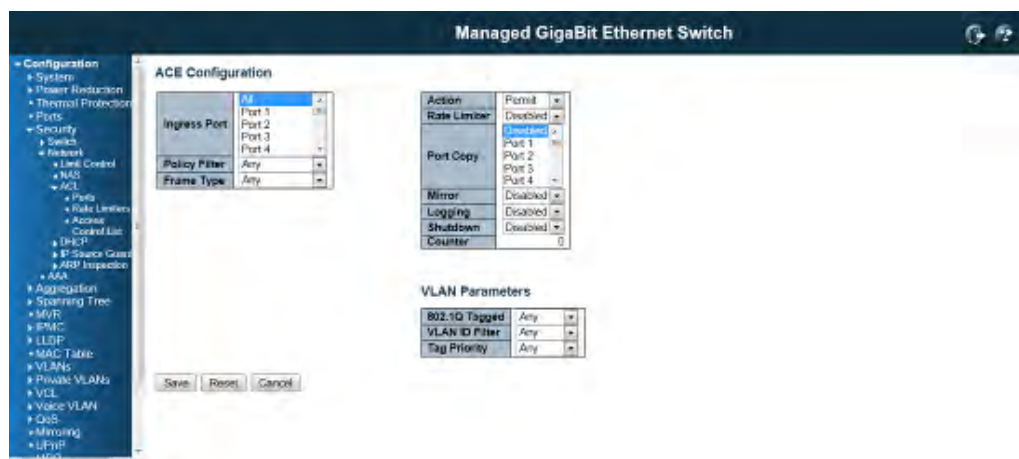 Managed GigaBit Ethernet Switch
Configuration
System
Power Reduction
Thermal Protection
Ports
Security
Switch
Network
Limit Control
NAS
ACL
Ports
Rate Limiters
Access
Control List
DHCP
IP Source Guard
ARP Inspection
AAA
Aggregation
Spanning Tree
MVR
IPMC
LLDP
MAC Table
VLANs
Private VLANs
VCL
Voice VLAN
QoS
Mirroring
UPnP
ACE Configuration
Ingress Port
All
Port 1
Port 2
Port 3
Port 4
Policy Filter Any
Frame Type Any
Action Permit
Rate Limiter Disabled
Port Copy
Disabled
Port 1
Port 2
Port 3
Port 4
Mirror Disabled
Logging Disabled
Shutdown Disabled
Counter 0
VLAN Parameters
802.1Q Tagged Any
VLAN ID Filter Any
Tag Priority Any
Save Reset Cancel